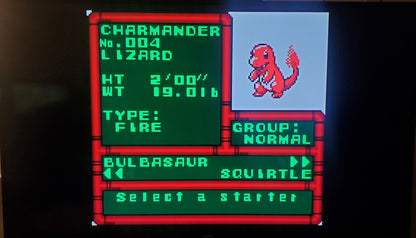 CHARMANDER
No.004
LIZARD
HT 2'00"
WT 19.0lb
TYPE:
FIRE
GROUP:
NORMAL
BULBASAUR
SQUIRTLE
Select a starter